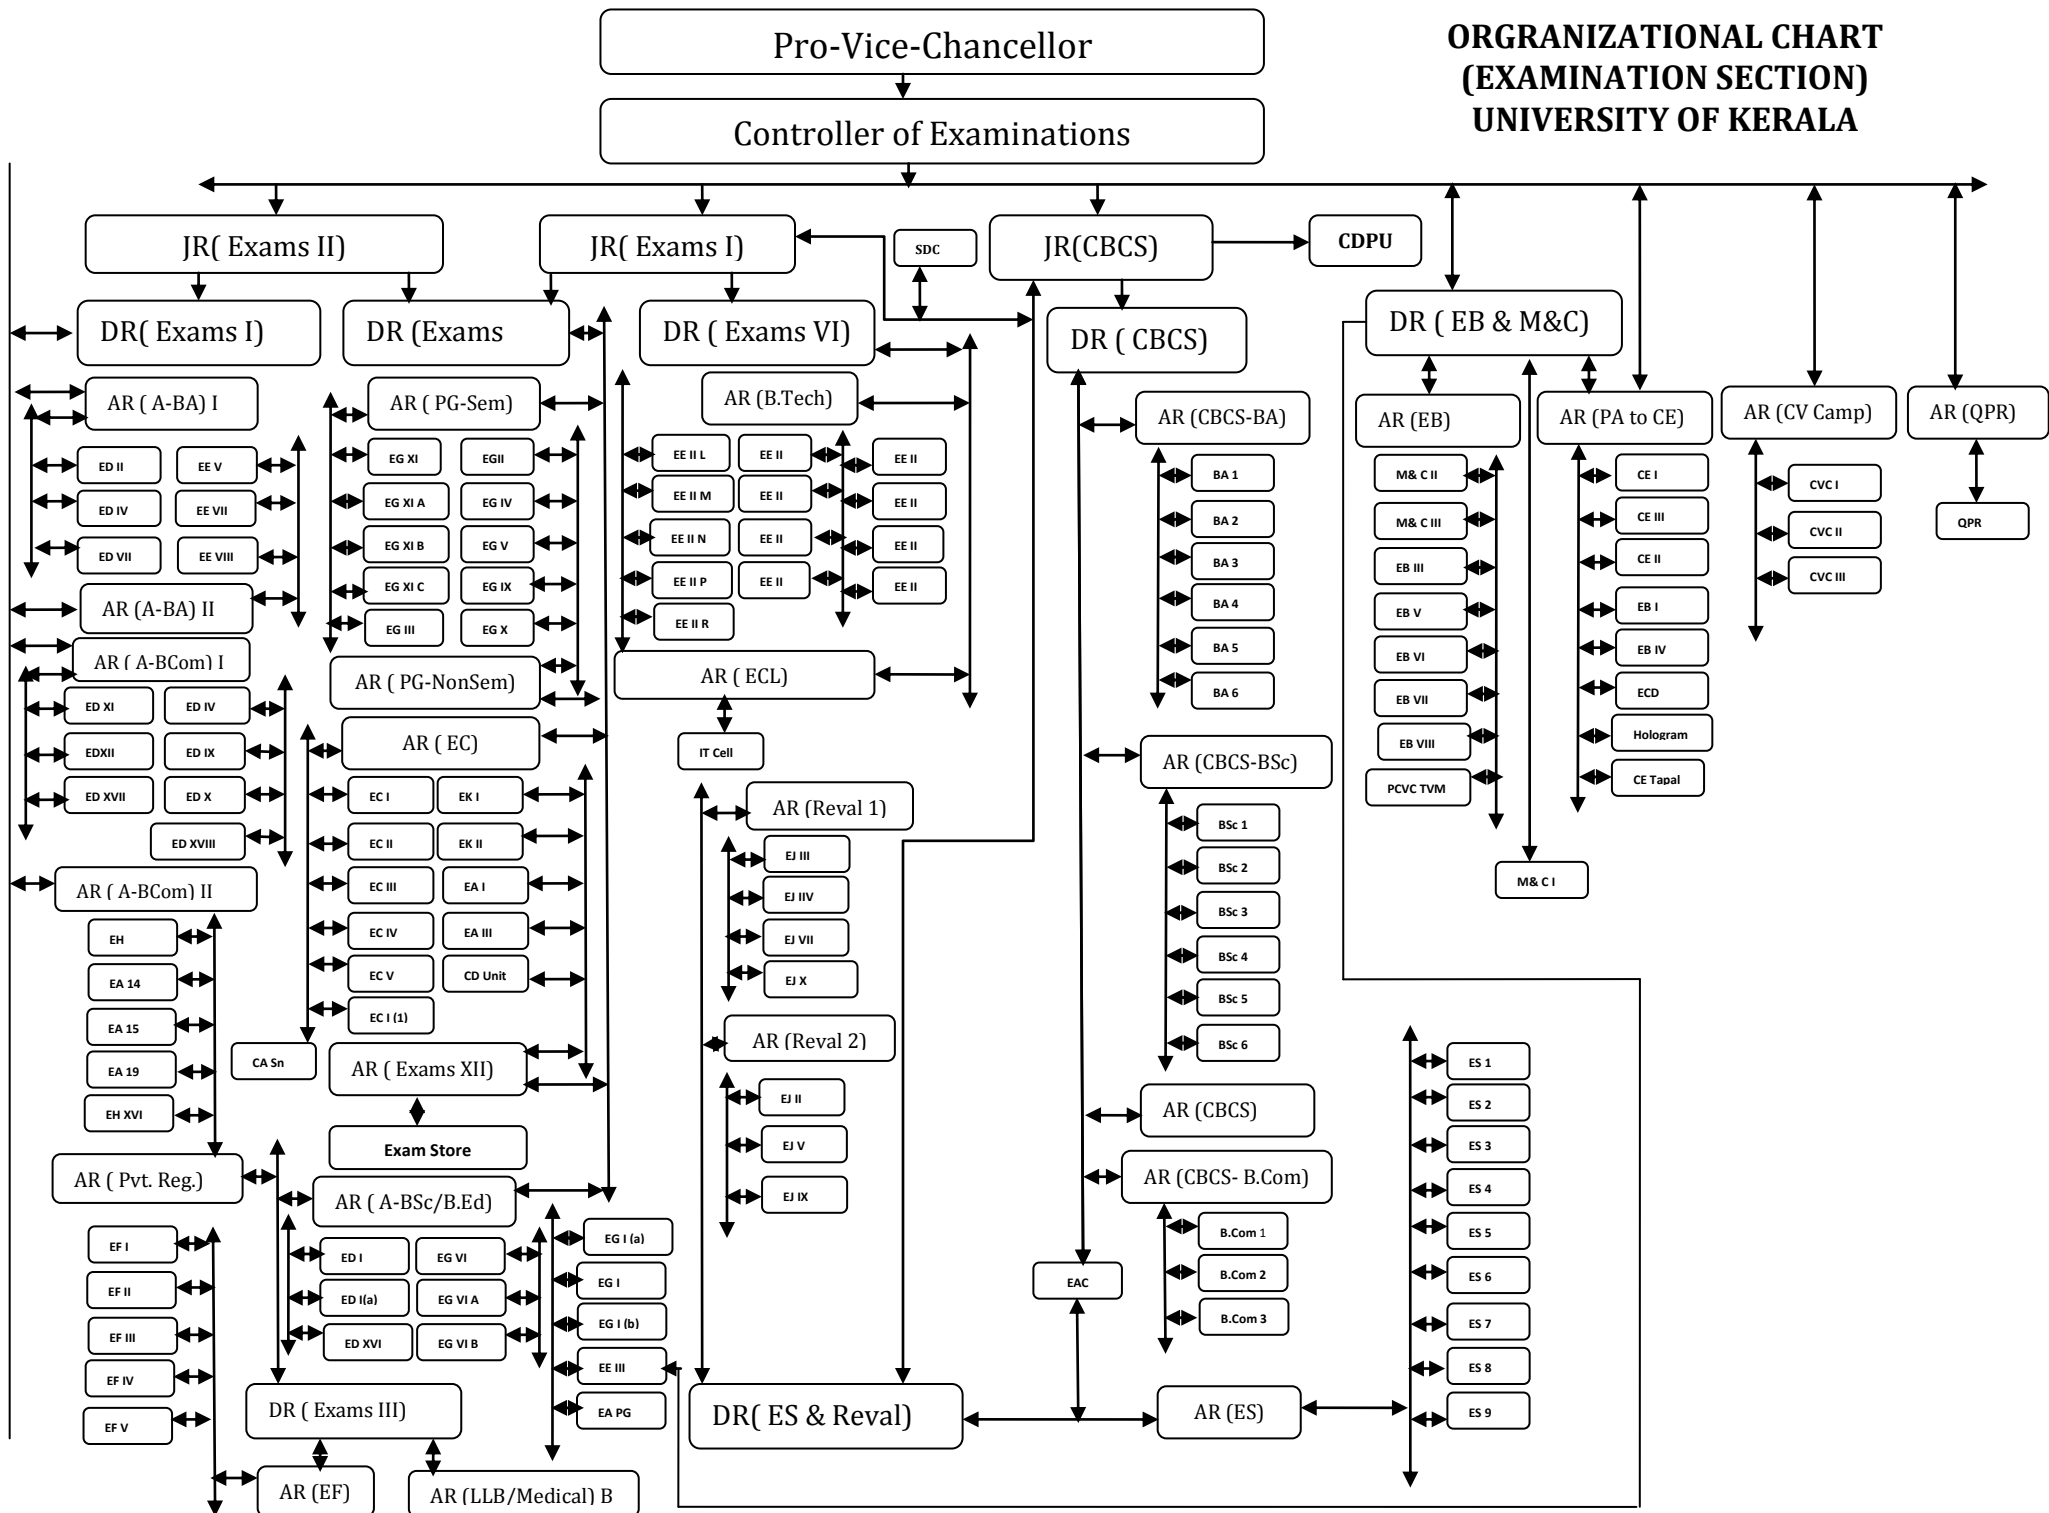 Pro-Vice-Chancellor
ORGRANIZATIONAL CHART
(EXAMINATION SECTION)
UNIVERSITY OF KERALA
Controller of Examinations
JR( Exams II)
JR( Exams I)
SDC
JR(CBCS)
CDPU
DR( Exams I)
DR (Exams
DR ( Exams VI)
DR ( CBCS)
DR ( EB & M&C)
AR ( A-BA) I
AR ( PG-Sem)
AR (B.Tech)
AR (CBCS-BA)
AR (EB)
AR (PA to CE)
AR (CV Camp)
AR (QPR)
ED II
EE V
ED IV
EE VII
ED VII
EE VIII
AR (A-BA) II
AR ( A-BCom) I
ED XI
ED IV
EDXII
ED IX
ED XVII
ED X
ED XVIII
AR ( A-BCom) II
EH
EA 14
EA 15
EA 19
EH XVI
AR ( Pvt. Reg.)
EF I
EF II
EF III
EF IV
EF V
EG XI
EGII
EG XI A
EG IV
EG XI B
EG V
EG XI C
EG IX
EG III
EG X
AR ( PG-NonSem)
AR ( EC)
EC I
EK I
EC II
EK II
EC III
EA I
EC IV
EA III
EC V
CD Unit
EC I (1)
CA Sn
AR ( Exams XII)
Exam Store
AR ( A-BSc/B.Ed)
ED I
EG VI
ED I(a)
EG VI A
ED XVI
EG VI B
EG I (a)
EG I
EG I (b)
EE III
EA PG
DR ( Exams III)
AR (EF)
AR (LLB/Medical) B
EE II L
EE II
EE II
EE II M
EE II
EE II
EE II N
EE II
EE II
EE II P
EE II
EE II
EE II R
AR ( ECL)
IT Cell
AR (Reval 1)
EJ III
EJ IIV
EJ VII
EJ X
AR (Reval 2)
EJ II
EJ V
EJ IX
DR( ES & Reval)
BA 1
BA 2
BA 3
BA 4
BA 5
BA 6
AR (CBCS-BSc)
BSc 1
BSc 2
BSc 3
BSc 4
BSc 5
BSc 6
AR (CBCS)
AR (CBCS- B.Com)
B.Com 1
B.Com 2
B.Com 3
EAC
AR (ES)
M& C II
M& C III
EB III
EB V
EB VI
EB VII
EB VIII
PCVC TVM
M& C I
CE I
CE III
CE II
EB I
EB IV
ECD
Hologram
CE Tapal
CVC I
CVC II
CVC III
QPR
ES 1
ES 2
ES 3
ES 4
ES 5
ES 6
ES 7
ES 8
ES 9